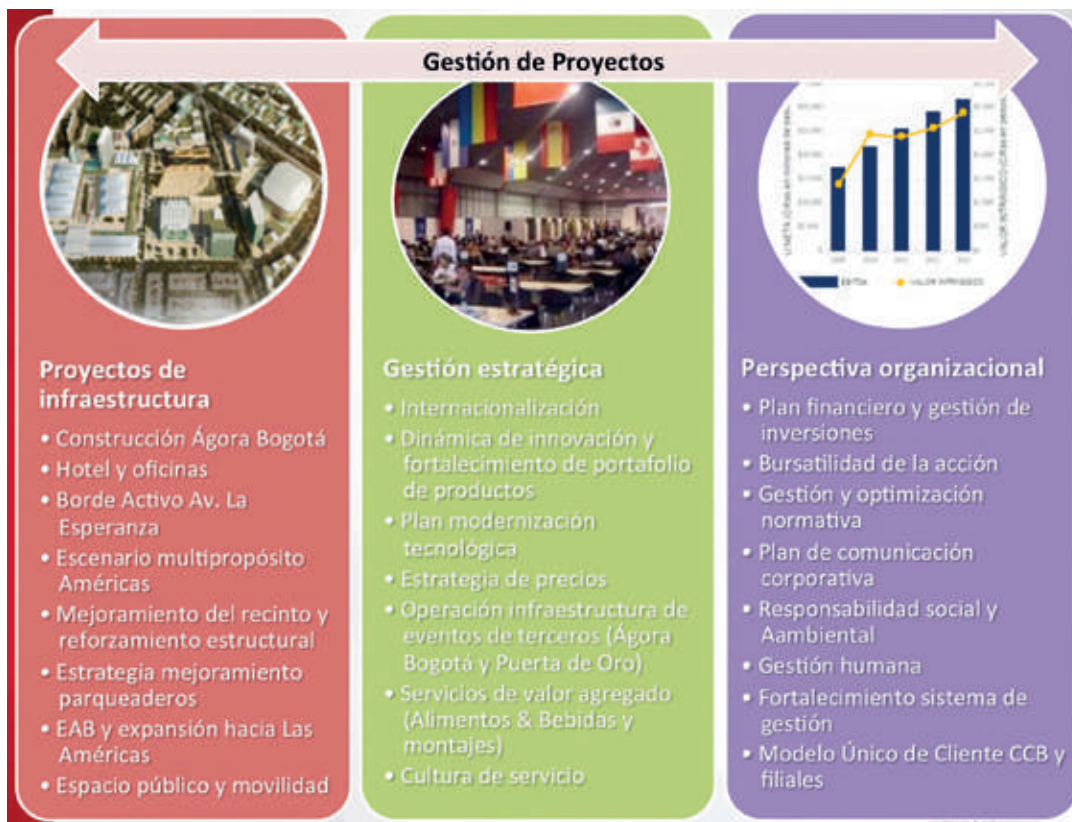 Gestión de Proyectos
Proyectos de
infraestructura
• Construcción Ágora Bogotá
• Hotel y oficinas
• Borde Activo Av. La
Esperanza
• Escenario multipropósito
Américas
• Mejoramiento del recinto y
reforzamiento estructural
• Estrategia mejoramiento
parqueaderos
• EAB y expansión hacia Las
Américas
• Espacio público y movilidad
Gestión estratégica
• Internacionalización
• Dinámica de innovación y
fortalecimiento de portafolio
de productos
• Plan modernización
tecnológica
• Estrategia de precios
• Operación infraestructura de
eventos de terceros (Ágora
Bogotá y Puerta de Oro)
• Servicios de valor agregado
(Alimentos & Bebidas y
montajes)
• Cultura de servicio
EBITDA
VALOR INTRINSECO
Perspectiva organizacional
• Plan financiero y gestión de
inversiones
• Bursatilidad de la acción
• Gestión y optimización
normativa
• Plan de comunicación
corporativa
• Responsabilidad social y
Aambiental
• Gestión humana
• Fortalecimiento sistema de
gestión
• Modelo Único de Cliente CCB y
filiales